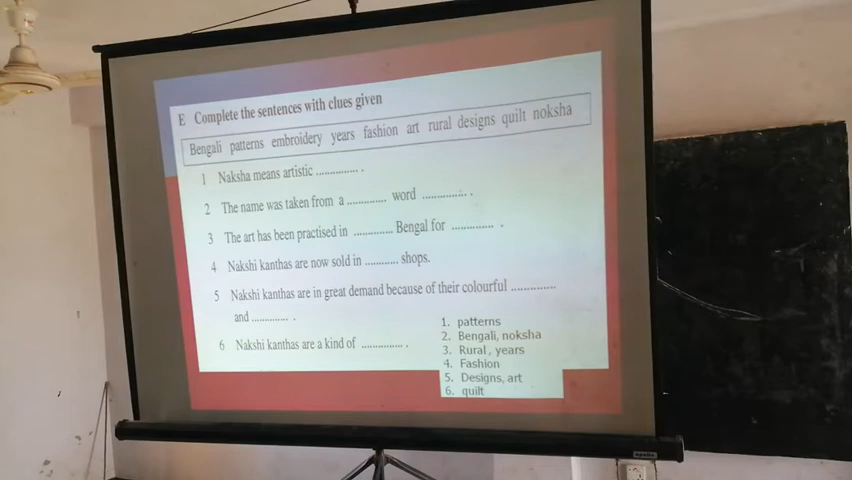 E Complete the sentences with clues given
Bengali patterns embroidery years fashion art rural designs quilt noksha
1 Naksha means artistic ............... .
2 The name was taken from a ............. word .............. .
3 The art has been practised in ............. Bengal for .............. .
4 Nakshi kanthas are now sold in ........... shops.
5 Nakshi kanthas are in great demand because of their colourful ...............
and ............. .
6 Nakshi kanthas are a kind of ............... .
1. patterns
2. Bengali, noksha
3. Rural , years
4. Fashion
5. Designs, art
6. quilt